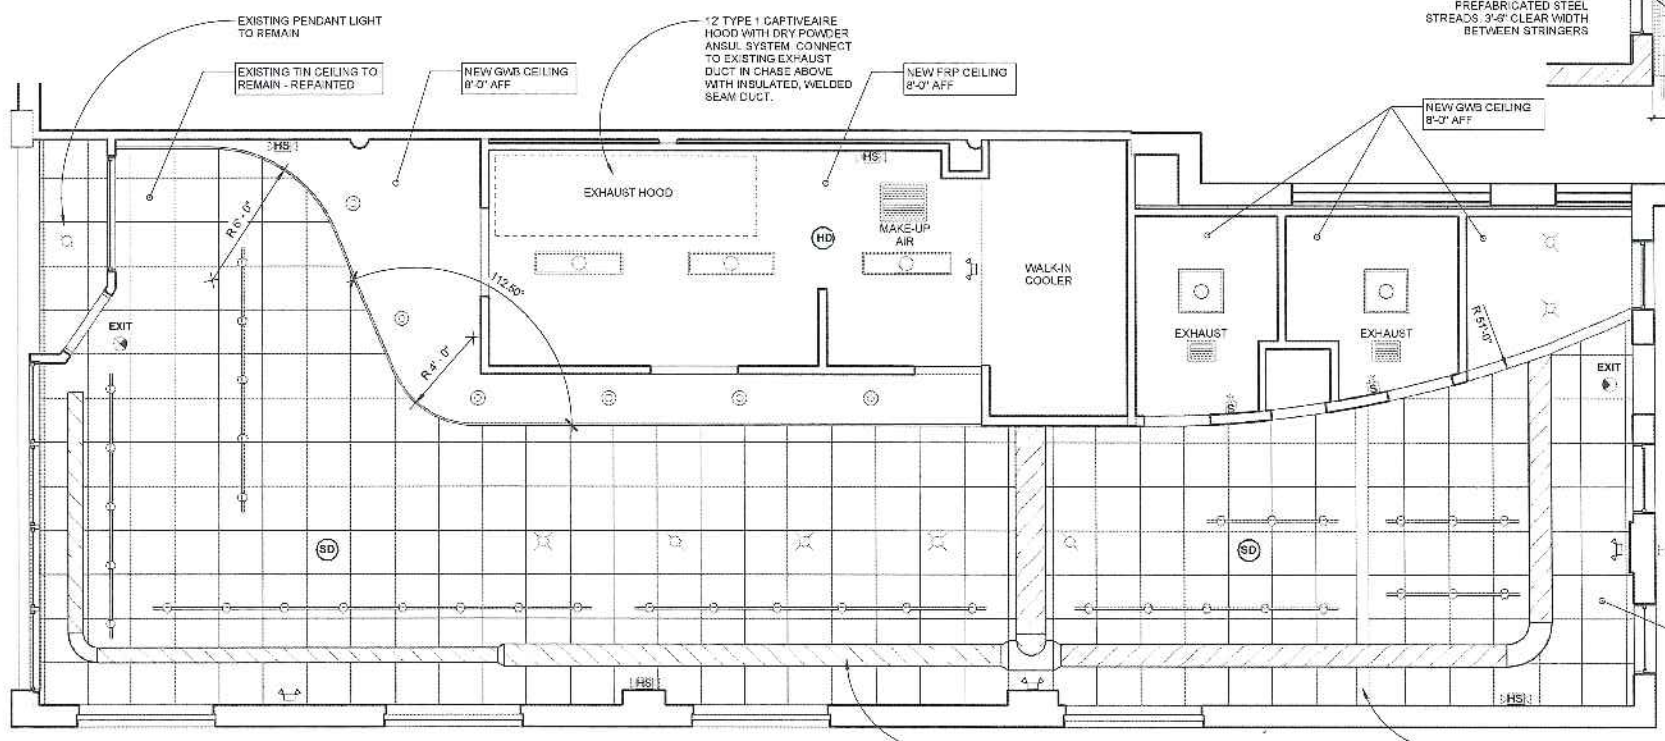 EXISTING PENDANT LIGHT
TO REMAIN
12' TYPE 1 CAPTIVEAIRE
HOOD WITH DRY POWDER
ANSUL SYSTEM. CONNECT
TO EXISTING EXHAUST
DUCT IN CHASE ABOVE
WITH INSULATED, WELDED
SEAM DUCT.
PREFABRICATED STEEL
STREADS. 3'-6" CLEAR WIDTH
BETWEEN STRINGERS
EXISTING TIN CEILING TO
REMAIN - REPAINTED
NEW GWB CEILING
8'-0" AFF
NEW FRP CEILING
8'-0" AFF
NEW GWB CEILING
8'-0" AFF
HS
HS
EXHAUST HOOD
R 6' - 0"
MAKE-UP
AIR
HD
WALK-IN
COOLER
112.50°
EXIT
R 4' - 0"
EXHAUST
EXHAUST
R 51'-0"
EXIT
S
S
SD
SD
HS
HS